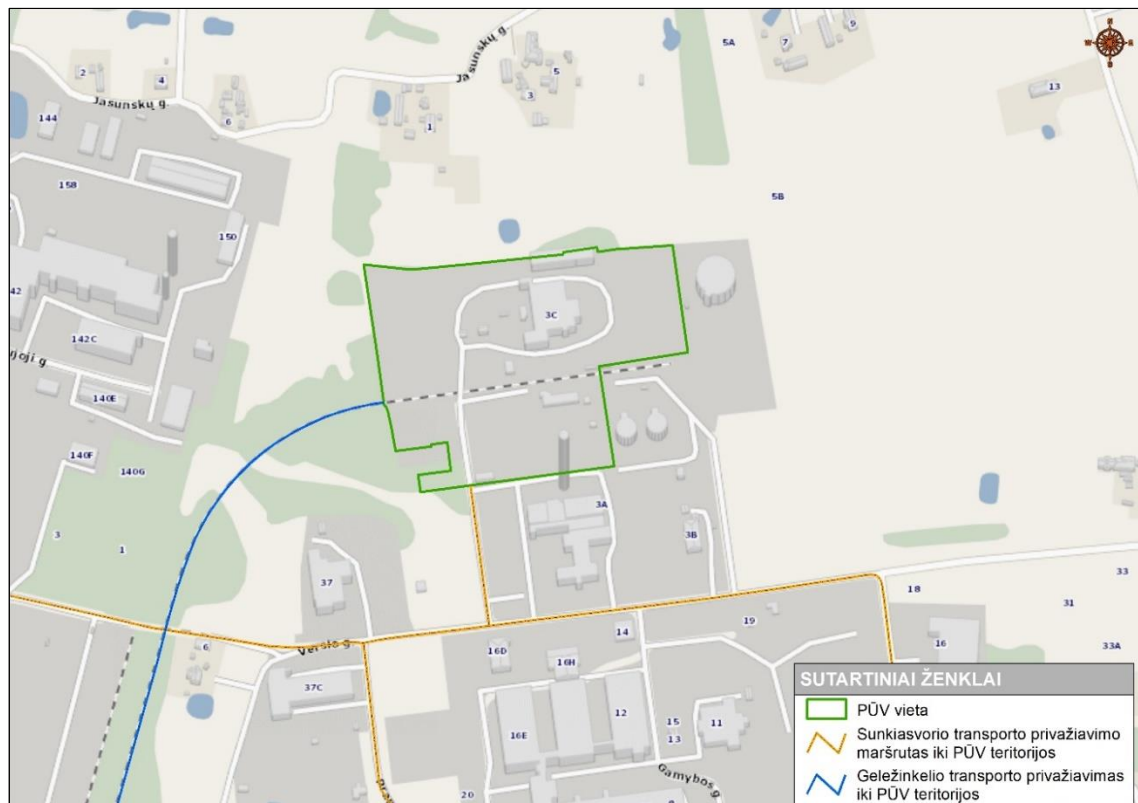 9
7
5A
Jasunskų g.
2
4
5
3
13
Jasunskų g.
144
6
1
158
5B
150
3C
42
142C
140E
140F
140G
3A
3
1
3B
37
33
18
31
19
14
16
6
Verslo g.
33A
16D
16H
37C
12
15
13
11
16E
Gamybos g.
20
SUTARTINIAI ŽENKLAI
PŪV vieta
Sunkiasvorio transporto privažiavimo
maršrutas iki PŪV teritorijos
Geležinkelio transporto privažiavimas
iki PŪV teritorijos